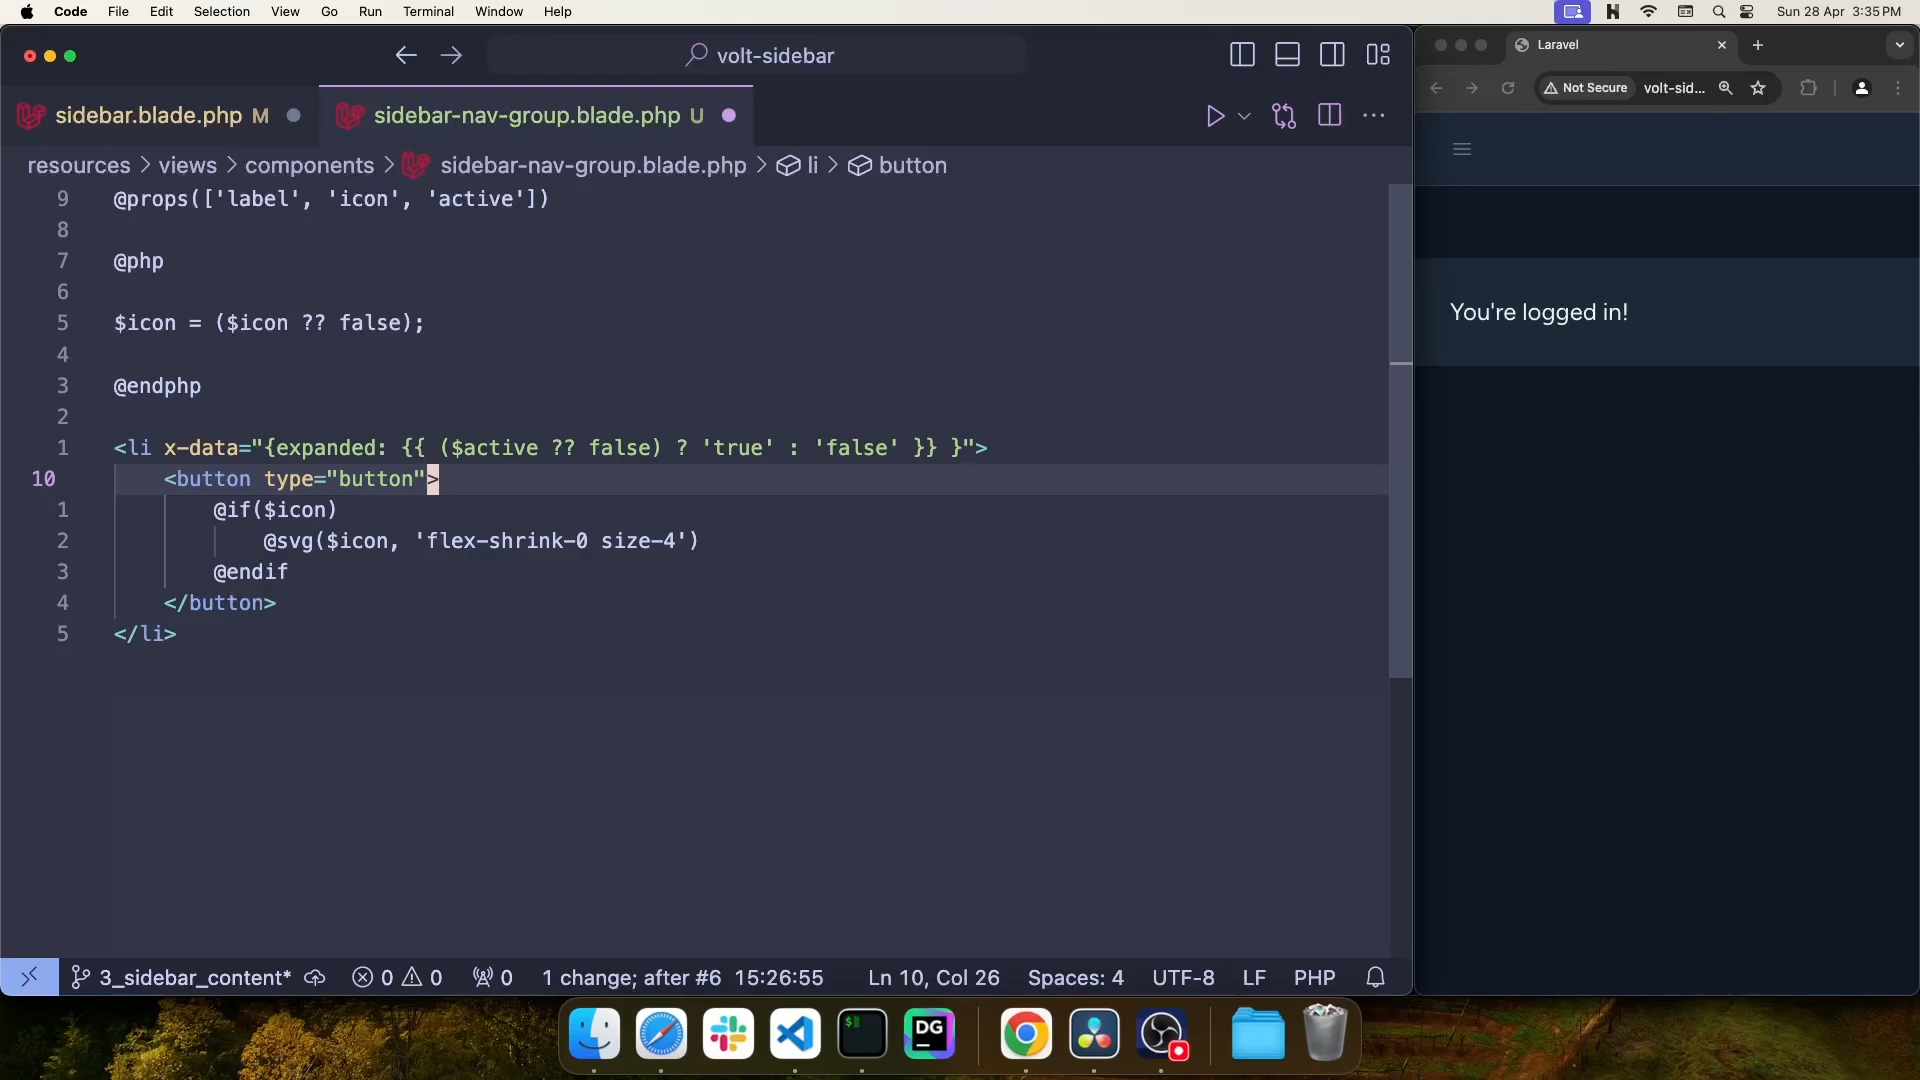 Code File Edit Selection View Go Run Terminal Window Help
Sun 28 Apr 3:35 PM
volt-sidebar
sidebar.blade.php M
sidebar-nav-group.blade.php U
resources > views > components > sidebar-nav-group.blade.php > li > button
9 @props(['label', 'icon', 'active'])
8
7 @php
6
5 $icon = ($icon ?? false);
4
3 @endphp
2
1 <li x-data="{expanded: {{ ($active ?? false) ? 'true' : 'false' }} }">
10 <button type="button">
1 @if($icon)
2 @svg($icon, 'flex-shrink-0 size-4')
3 @endif
4 </button>
5 </li>
3_sidebar_content* 0 0 0 1 change; after #6 15:26:55 Ln 10, Col 26 Spaces: 4 UTF-8 LF PHP
Laravel
Not Secure volt-sid...
You're logged in!
$
DG